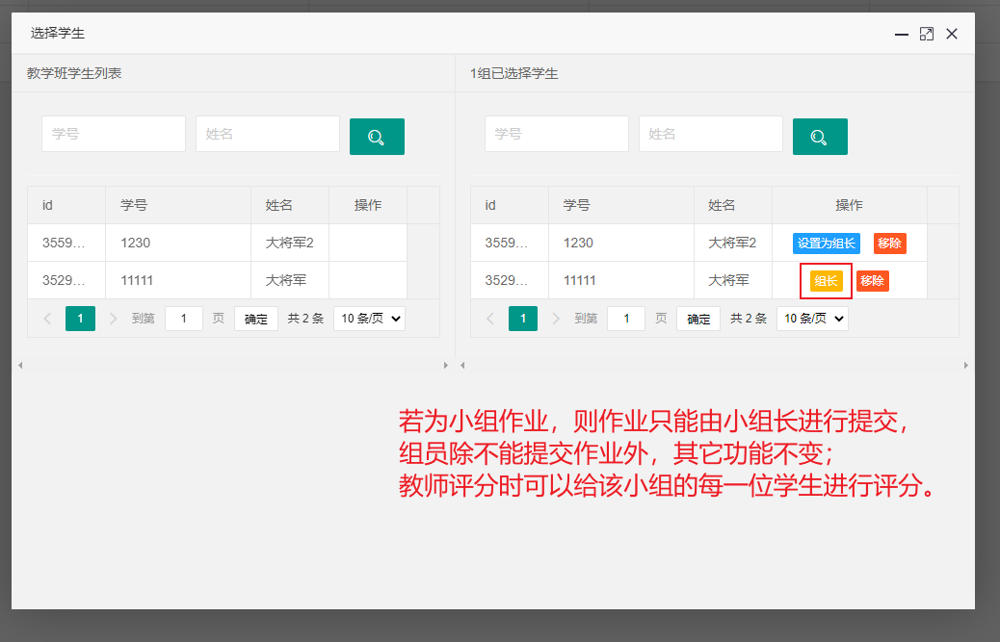 选择学生
教学班学生列表
1组已选择学生
学号 姓名
学号 姓名
id 学号 姓名 操作
3559... 1230 大将军2
3529... 11111 大将军
1 到第 1 页 确定 共 2 条 10 条/页
id 学号 姓名 操作
3559... 1230 大将军2 设置为组长 移除
3529... 11111 大将军 组长 移除
1 到第 1 页 确定 共 2 条 10 条/页
若为小组作业，则作业只能由小组长进行提交，
组员除不能提交作业外，其它功能不变；
教师评分时可以给该小组的每一位学生进行评分。